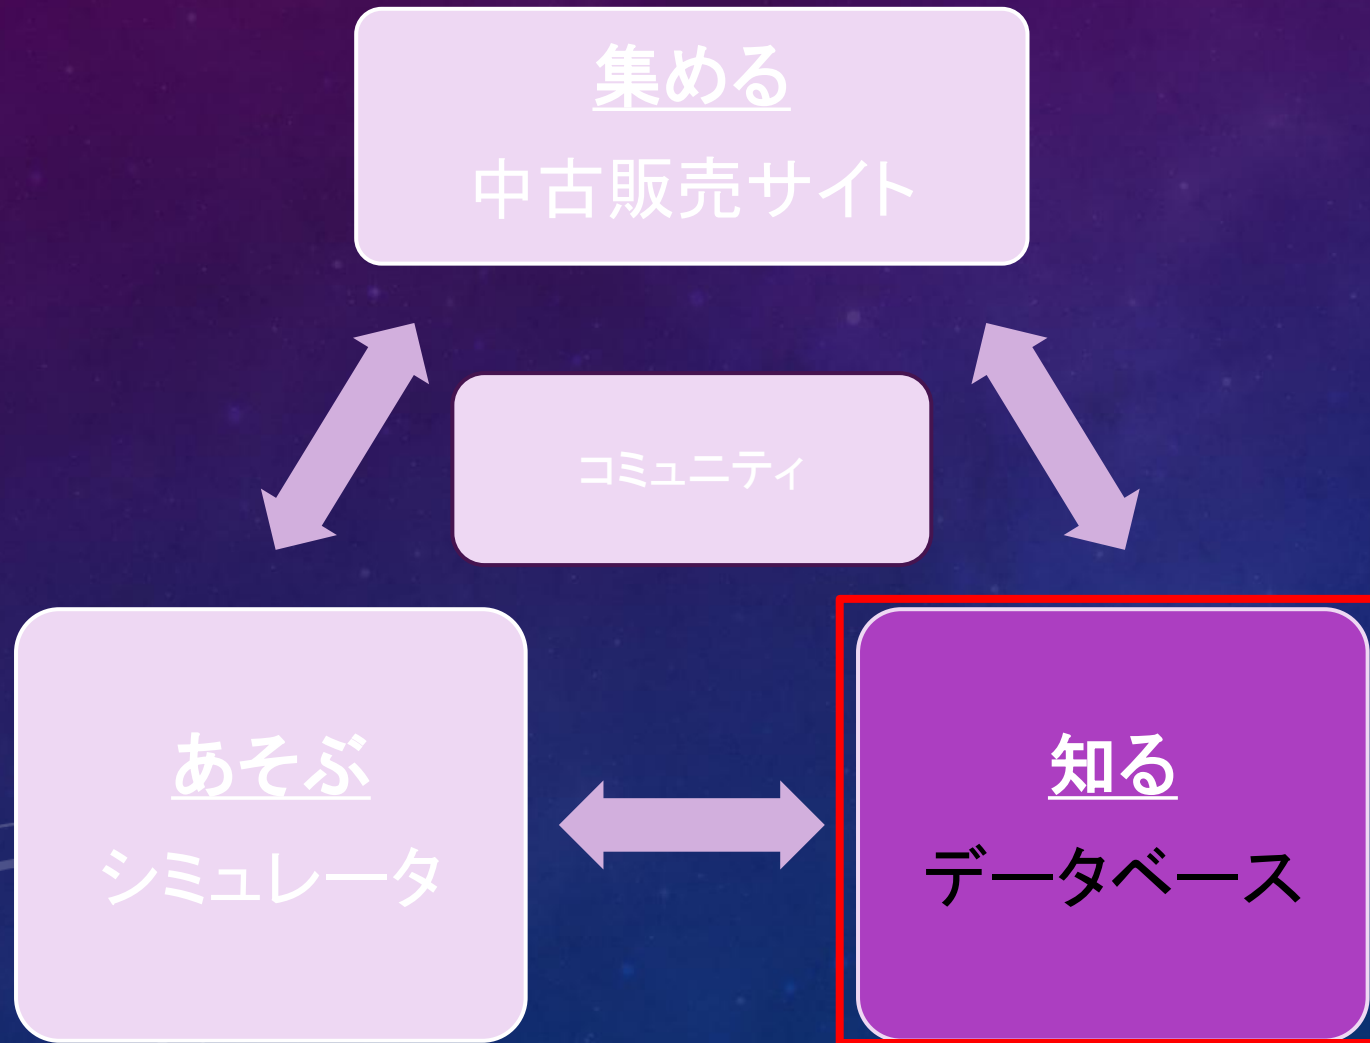 集める
中古販売サイト
コミュニティ
あそぶ
シミュレータ
知る
データベース